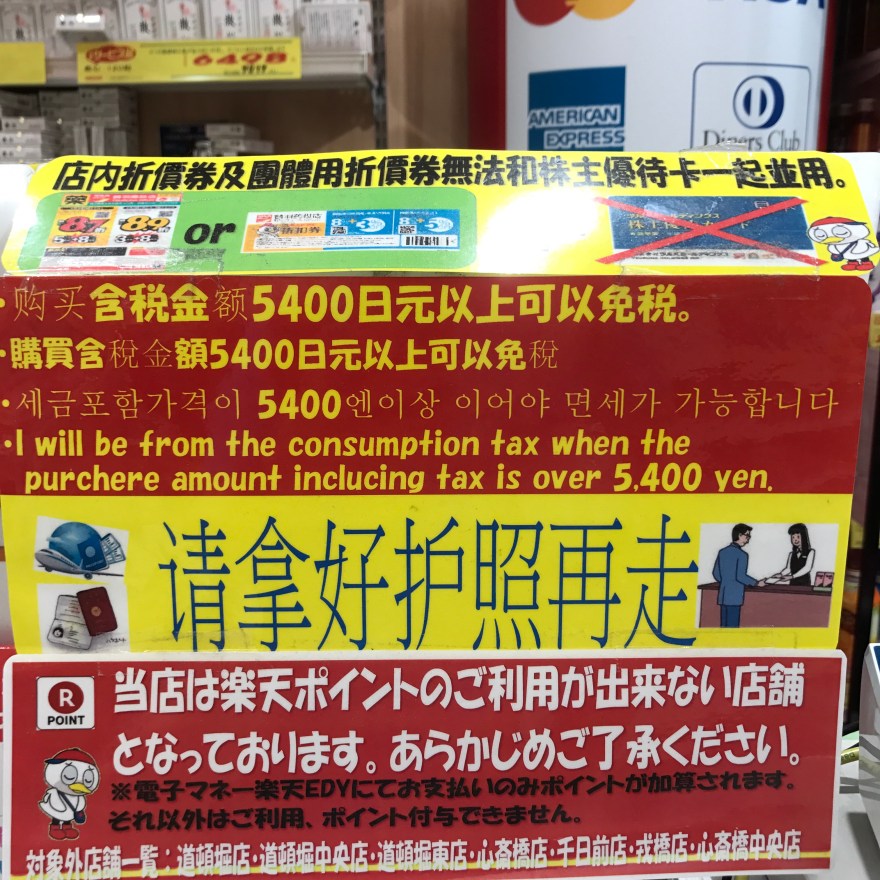 649円
AMERICAN
EXPRESS
Diners Club
店内折價券及團體用折價券無法和株主優待卡一起並用。
or
・购买含税金额5400日元以上可以免税。
・購買含稅金額5400日元以上可以免稅
・세금포함가격이 5400엔이상 이어야 면세가 가능합니다
・I will be from the consumption tax when the
purchere amount inclucing tax is over 5,400 yen.
请拿好护照再走
R
POINT
当店は楽天ポイントのご利用が出来ない店舗
となっております。あらかじめご了承ください。
※電子マネー楽天EDYにてお支払いのみポイントが加算されます。
それ以外はご利用、ポイント付与できません。
対象外店舗一覧：道頓堀店・道頓堀中央店・道頓堀東店・心斎橋店・千日前店・戎橋店・心斎橋中央店